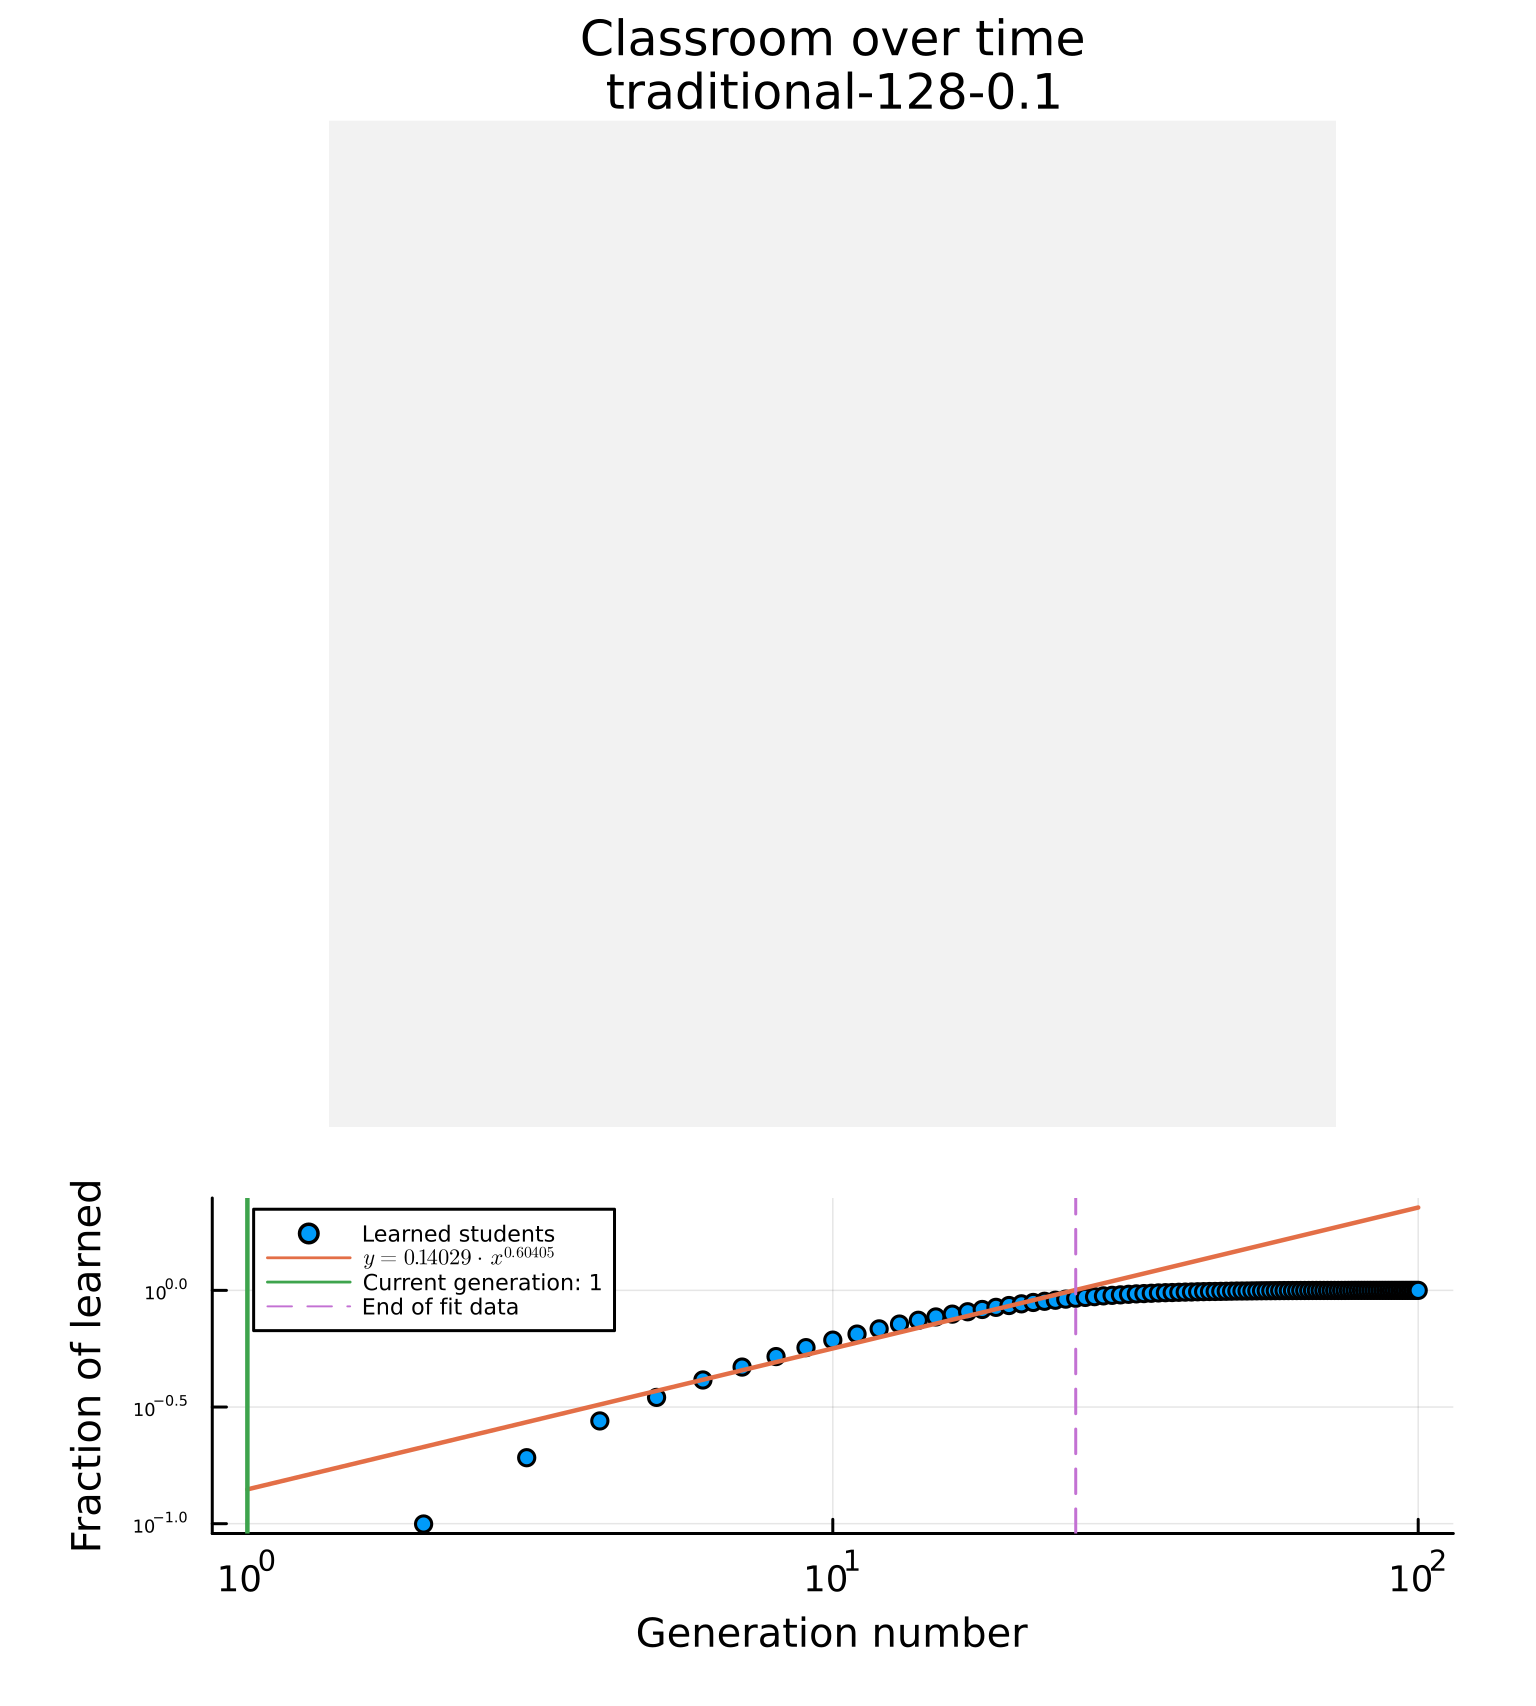 Classroom over time
traditional-128-0.1
Fraction of learned
Learned students
y = 0.14029 · x^0.60405
Current generation: 1
End of fit data
10^0.0
10^−0.5
10^−1.0
10^0 10^1 10^2
Generation number